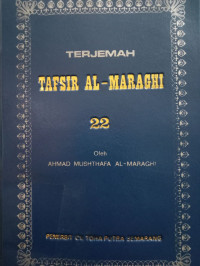 TERJEMAH
TAFSIR AL-MARAGHI
22
Oleh
AHMAD MUSHTHAFA AL-MARAGHI
PENERBIT CV. TOHA PUTRA SEMARANG